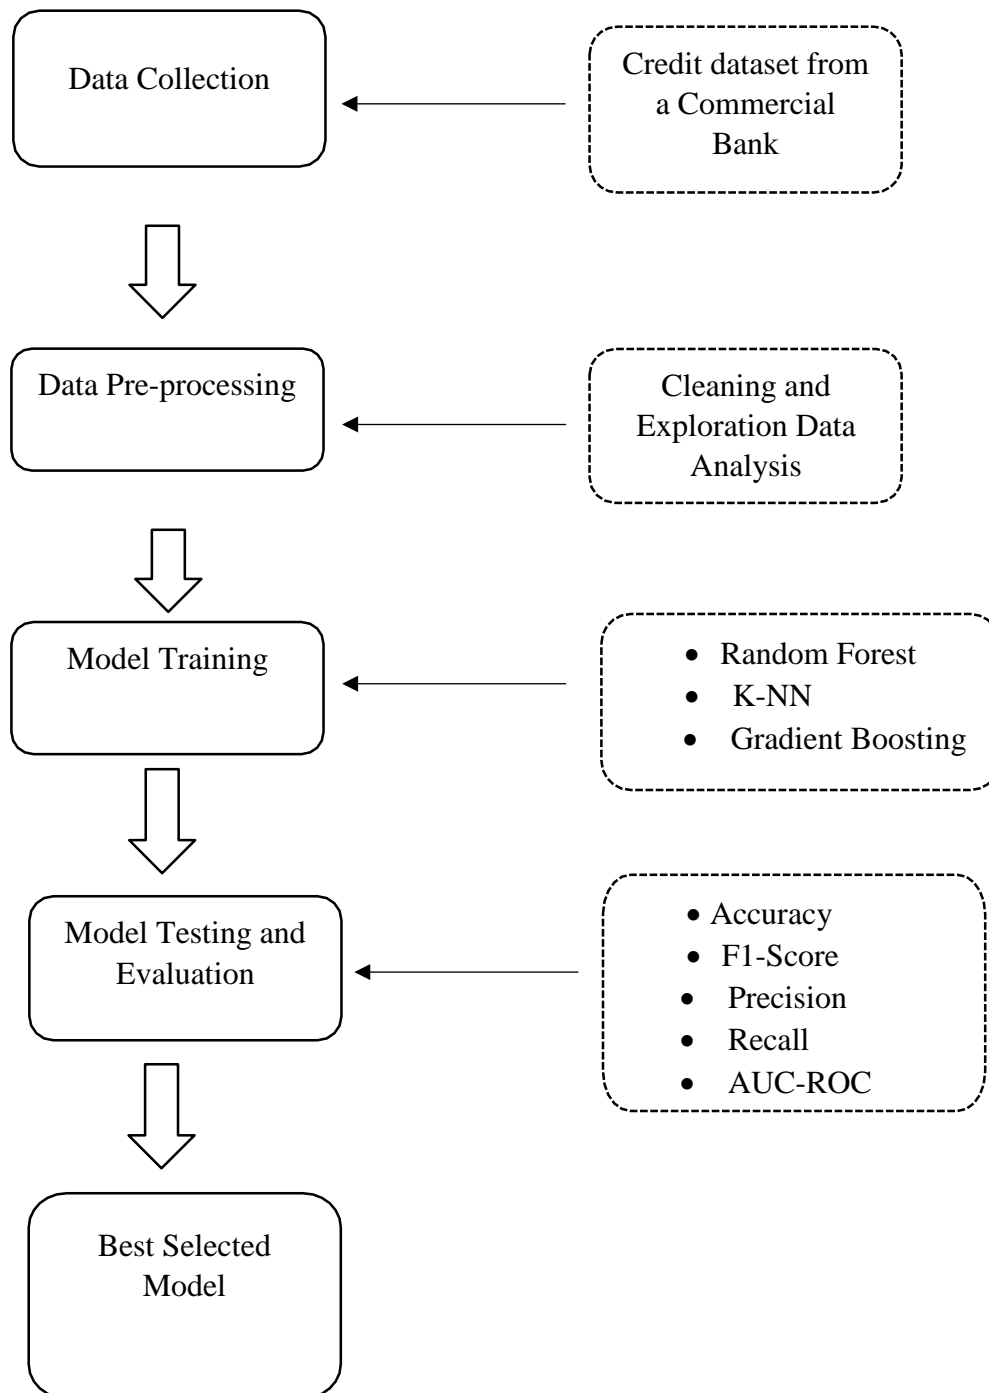 Data Collection
Credit dataset from
a Commercial
Bank
Data Pre-processing
Cleaning and
Exploration Data
Analysis
Model Training
• Random Forest
• K-NN
• Gradient Boosting
Model Testing and
Evaluation
• Accuracy
• F1-Score
• Precision
• Recall
• AUC-ROC
Best Selected
Model